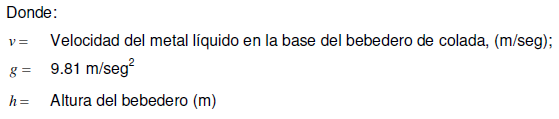 Donde:
v = Velocidad del metal líquido en la base del bebedero de colada, (m/seg);
g = 9.81 m/seg²
h = Altura del bebedero (m)